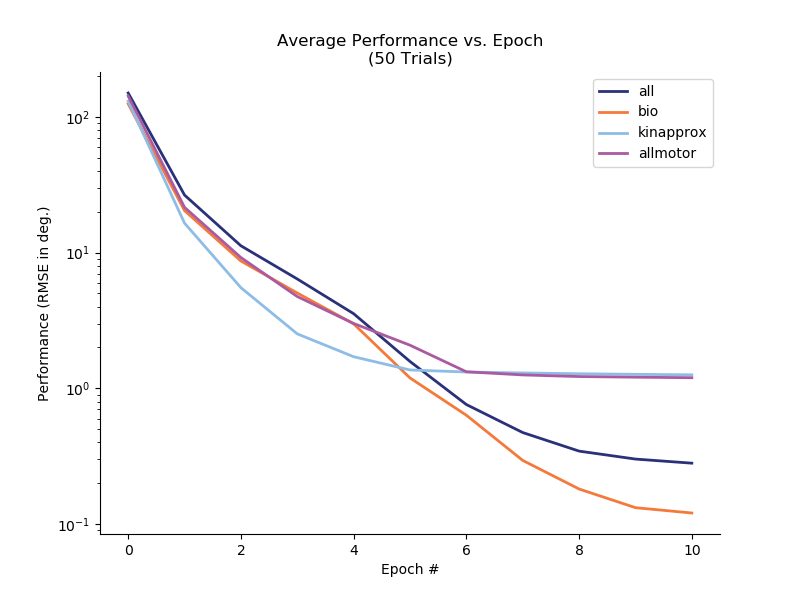 Average Performance vs. Epoch
(50 Trials)
all
bio
kinapprox
allmotor
Performance (RMSE in deg.)
10²
10¹
10⁰
10⁻¹
0 2 4 6 8 10
Epoch #